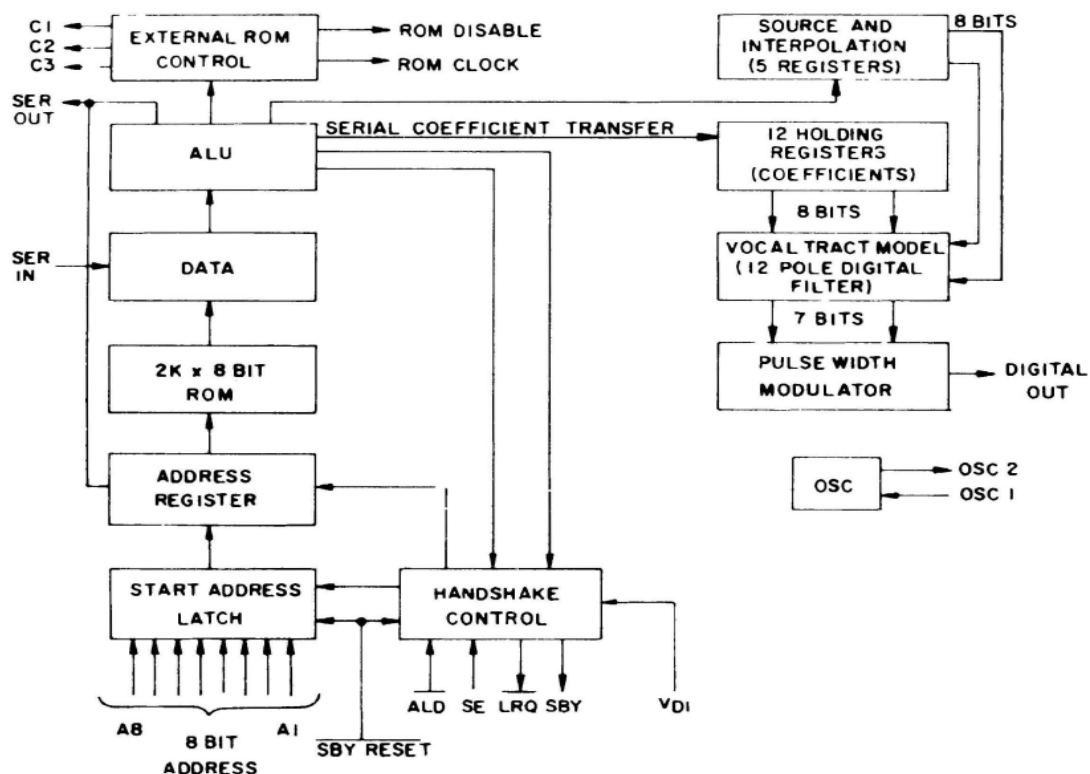 C1
C2
C3
EXTERNAL ROM
CONTROL
ROM DISABLE
ROM CLOCK
SOURCE AND
INTERPOLATION
(5 REGISTERS)
8 BITS
SER
OUT
ALU
SERIAL COEFFICIENT TRANSFER
12 HOLDING
REGISTERS
(COEFFICIENTS)
8 BITS
SER
IN
DATA
VOCAL TRACT MODEL
(12 POLE DIGITAL
FILTER)
7 BITS
2K x 8 BIT
ROM
PULSE WIDTH
MODULATOR
DIGITAL
OUT
ADDRESS
REGISTER
OSC
OSC 2
OSC 1
START ADDRESS
LATCH
HANDSHAKE
CONTROL
ALD SE LRQ SBY
VD1
A8
A1
8 BIT
ADDRESS
SBY RESET